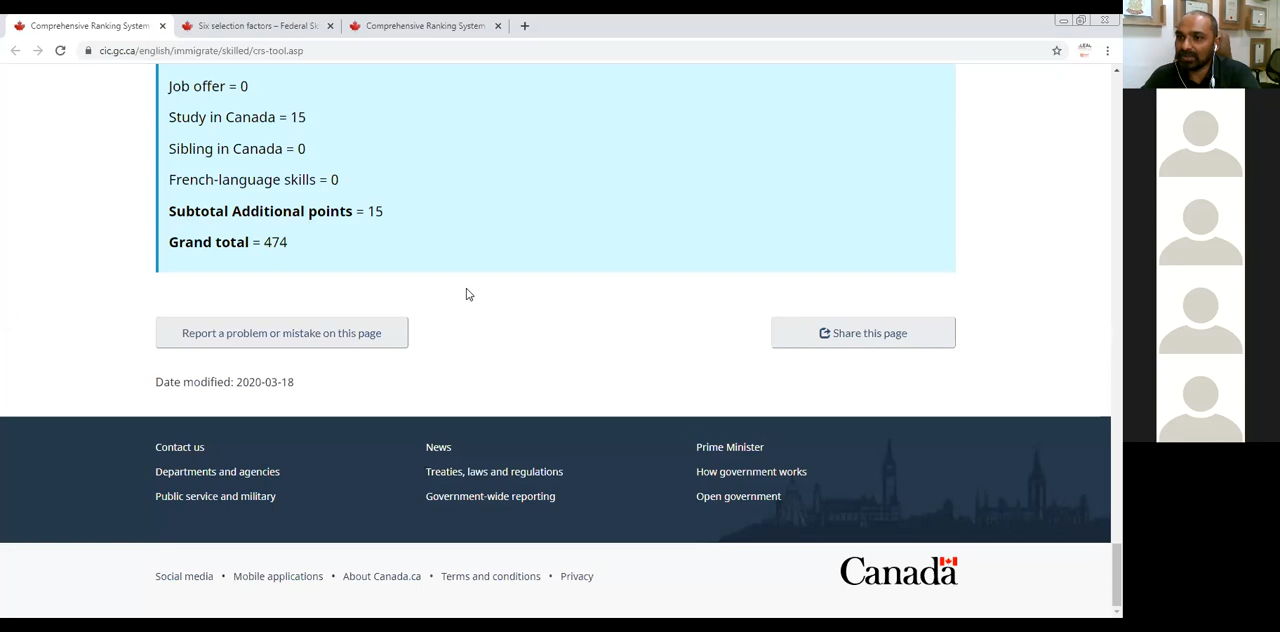 Comprehensive Ranking System
Six selection factors – Federal Sk
Comprehensive Ranking System
cic.gc.ca/english/immigrate/skilled/crs-tool.asp
Job offer = 0
Study in Canada = 15
Sibling in Canada = 0
French-language skills = 0
Subtotal Additional points = 15
Grand total = 474
Report a problem or mistake on this page
Share this page
Date modified: 2020-03-18
Contact us
News
Prime Minister
Departments and agencies
Treaties, laws and regulations
How government works
Public service and military
Government-wide reporting
Open government
Social media • Mobile applications • About Canada.ca • Terms and conditions • Privacy
Canada